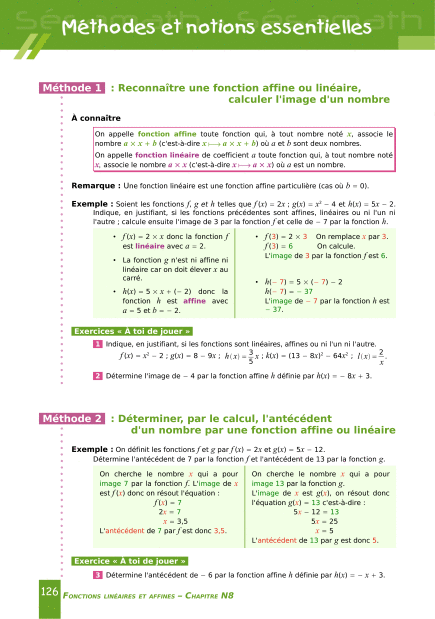 Méthodes et notions essentielles
Méthode 1 : Reconnaître une fonction affine ou linéaire,
calculer l'image d'un nombre
À connaître
On appelle fonction affine toute fonction qui, à tout nombre noté x, associe le
nombre a × x + b (c'est-à-dire x ⟼ a × x + b) où a et b sont deux nombres.
On appelle fonction linéaire de coefficient a toute fonction qui, à tout nombre noté
x, associe le nombre a × x (c'est-à-dire x ⟼ a × x) où a est un nombre.
Remarque : Une fonction linéaire est une fonction affine particulière (cas où b = 0).
Exemple : Soient les fonctions f, g et h telles que f(x) = 2x ; g(x) = x² − 4 et h(x) = 5x − 2.
Indique, en justifiant, si les fonctions précédentes sont affines, linéaires ou ni l'un ni
l'autre ; calcule ensuite l'image de 3 par la fonction f et celle de − 7 par la fonction h.
• f(x) = 2 × x donc la fonction f
est linéaire avec a = 2.
• La fonction g n'est ni affine ni
linéaire car on doit élever x au
carré.
• h(x) = 5 × x + (− 2) donc la
fonction h est affine avec
a = 5 et b = − 2.
• f(3) = 2 × 3 On remplace x par 3.
f(3) = 6 On calcule.
L'image de 3 par la fonction f est 6.
• h(− 7) = 5 × (− 7) − 2
h(− 7) = − 37
L'image de − 7 par la fonction h est
− 37.
Exercices « À toi de jouer »
1 Indique, en justifiant, si les fonctions sont linéaires, affines ou ni l'un ni l'autre.
f(x) = x² − 2 ; g(x) = 8 − 9x ; h(x) = 3/5 x ; k(x) = (13 − 8x)² − 64x² ; l(x) = 2/x.
2 Détermine l'image de − 4 par la fonction affine h définie par h(x) = − 8x + 3.
Méthode 2 : Déterminer, par le calcul, l'antécédent
d'un nombre par une fonction affine ou linéaire
Exemple : On définit les fonctions f et g par f(x) = 2x et g(x) = 5x − 12.
Détermine l'antécédent de 7 par la fonction f et l'antécédent de 13 par la fonction g.
On cherche le nombre x qui a pour
image 7 par la fonction f. L'image de x
est f(x) donc on résout l'équation :
f(x) = 7
2x = 7
x = 3,5
L'antécédent de 7 par f est donc 3,5.
On cherche le nombre x qui a pour
image 13 par la fonction g.
L'image de x est g(x), on résout donc
l'équation g(x) = 13 c'est-à-dire :
5x − 12 = 13
5x = 25
x = 5
L'antécédent de 13 par g est donc 5.
Exercice « À toi de jouer »
3 Détermine l'antécédent de − 6 par la fonction affine h définie par h(x) = − x + 3.
126 Fonctions linéaires et affines – Chapitre N8